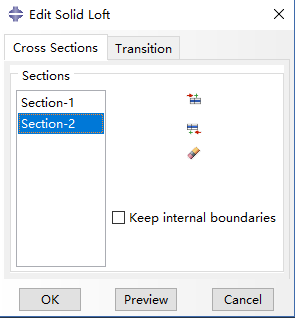 Edit Solid Loft
Cross Sections Transition
Sections
Section-1
Section-2
Keep internal boundaries
OK Preview Cancel